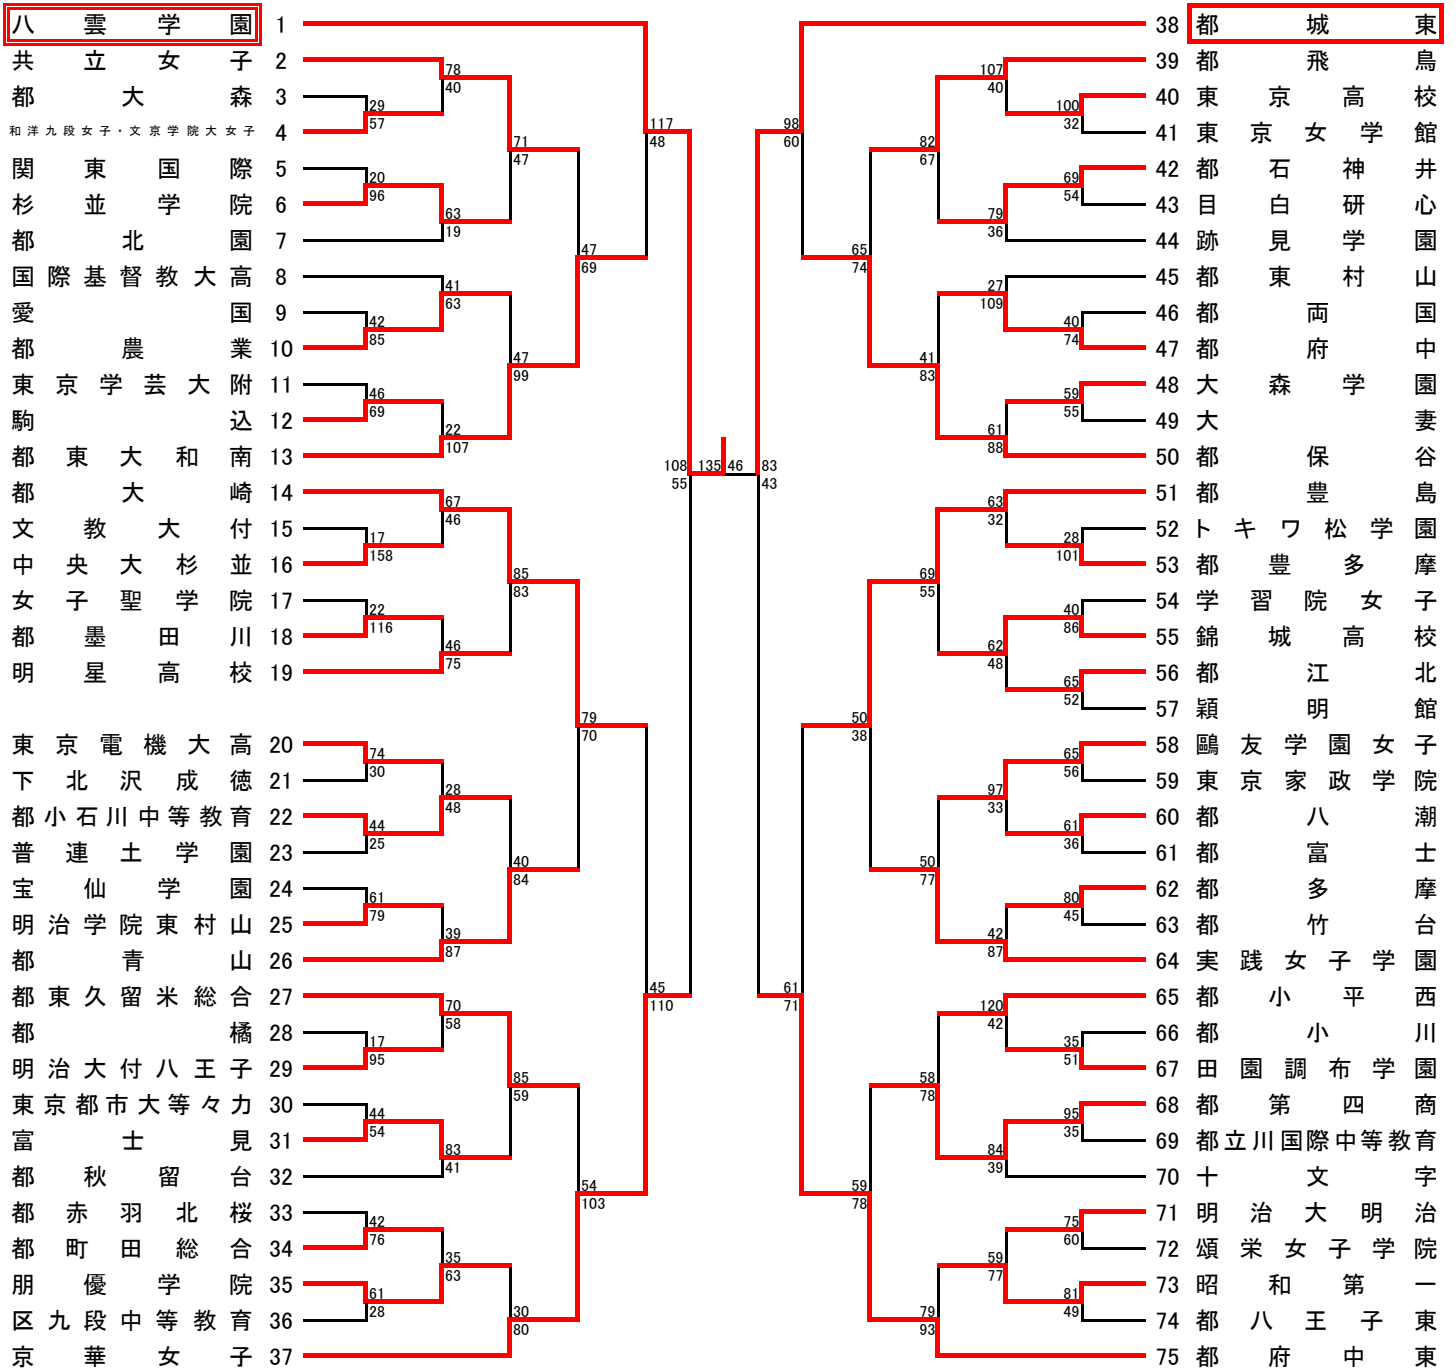 八雲学園 1
共立女子 2
都大森 3
和洋九段女子・文京学院大女子 4
関東国際 5
杉並学院 6
都北園 7
国際基督教大高 8
愛国 9
都農業 10
東京学芸大附 11
駒込 12
都東大和南 13
都大崎 14
文教大付 15
中央大杉並 16
女子聖学院 17
都墨田川 18
明星高校 19
東京電機大高 20
下北沢成徳 21
都小石川中等教育 22
普連土学園 23
宝仙学園 24
明治学院東村山 25
都青山 26
都東久留米総合 27
都橘 28
明治大付八王子 29
東京都市大等々力 30
富士見 31
都秋留台 32
都赤羽北桜 33
都町田総合 34
朋優学院 35
区九段中等教育 36
京華女子 37
78
40
29
57
20
96
63
19
71
47
41
63
42
85
46
69
22
107
47
99
47
69
117
48
67
46
17
158
22
116
46
75
85
83
74
30
28
48
44
25
61
79
39
87
40
84
79
70
70
58
17
95
44
54
83
41
85
59
42
76
35
63
61
28
30
80
54
103
45
110
108
55
135 46
83
43
98
60
61
71
107
40
100
32
69
54
79
36
82
67
27
109
40
74
59
55
61
88
41
83
65
74
63
32
28
101
40
86
62
48
65
52
69
55
65
56
97
33
61
36
80
45
42
87
50
77
50
38
120
42
35
51
95
35
84
39
58
78
75
60
59
77
81
49
79
93
59
78
38 都城東
39 都飛鳥
40 東京高校
41 東京女学館
42 都石神井
43 目白研心
44 跡見学園
45 都東村山
46 都両国
47 都府中
48 大森学園
49 大妻
50 都保谷
51 都豊島
52 トキワ松学園
53 都豊多摩
54 学習院女子
55 錦城高校
56 都江北
57 穎明館
58 鷗友学園女子
59 東京家政学院
60 都八潮
61 都富士
62 都多摩
63 都竹台
64 実践女子学園
65 都小平西
66 都小川
67 田園調布学園
68 都第四商
69 都立川国際中等教育
70 十文字
71 明治大明治
72 頌栄女子学院
73 昭和第一
74 都八王子東
75 都府中東